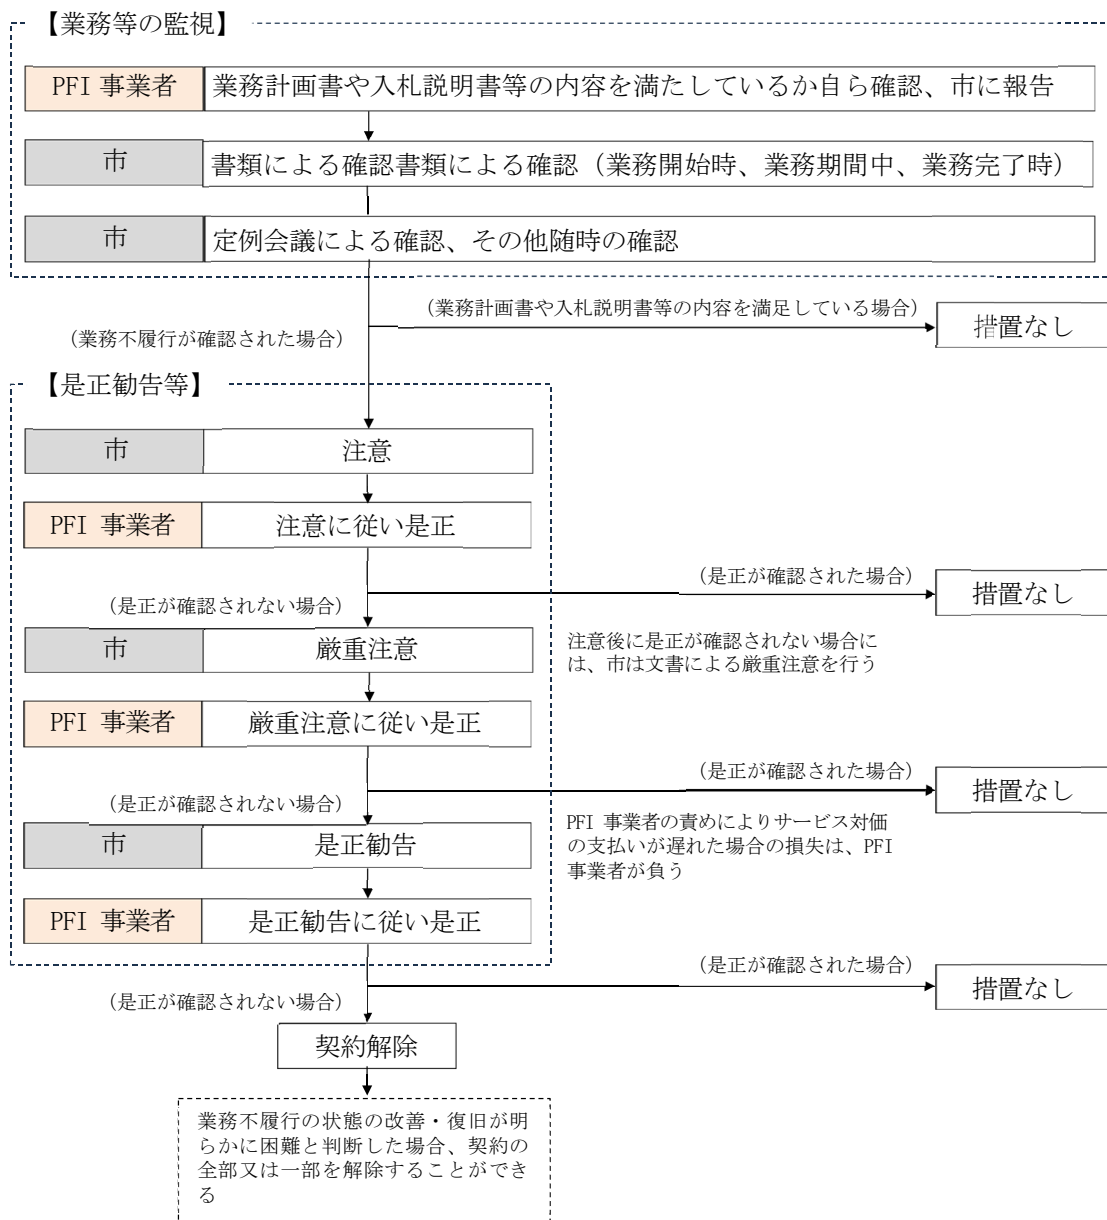 【業務等の監視】
PFI 事業者 業務計画書や入札説明書等の内容を満たしているか自ら確認、市に報告
市 書類による確認書類による確認（業務開始時、業務期間中、業務完了時）
市 定例会議による確認、その他随時の確認
（業務計画書や入札説明書等の内容を満足している場合）
措置なし
（業務不履行が確認された場合）
【是正勧告等】
市 注意
PFI 事業者 注意に従い是正
（是正が確認された場合）
措置なし
（是正が確認されない場合）
市 厳重注意
注意後に是正が確認されない場合に
は、市は文書による厳重注意を行う
PFI 事業者 厳重注意に従い是正
（是正が確認された場合）
措置なし
（是正が確認されない場合）
市 是正勧告
PFI 事業者の責めによりサービス対価
の支払いが遅れた場合の損失は、PFI
事業者が負う
PFI 事業者 是正勧告に従い是正
（是正が確認された場合）
措置なし
（是正が確認されない場合）
契約解除
業務不履行の状態の改善・復旧が明
らかに困難と判断した場合、契約の
全部又は一部を解除することができ
る